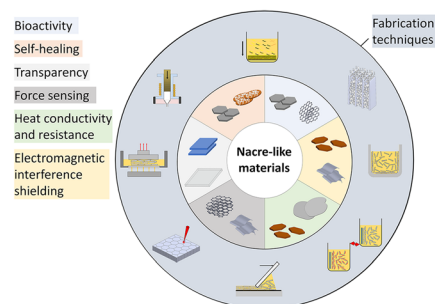 Bioactivity
Self-healing
Transparency
Force sensing
Heat conductivity
and resistance
Electromagnetic
interference
shielding
Fabrication
techniques
Nacre-like
materials